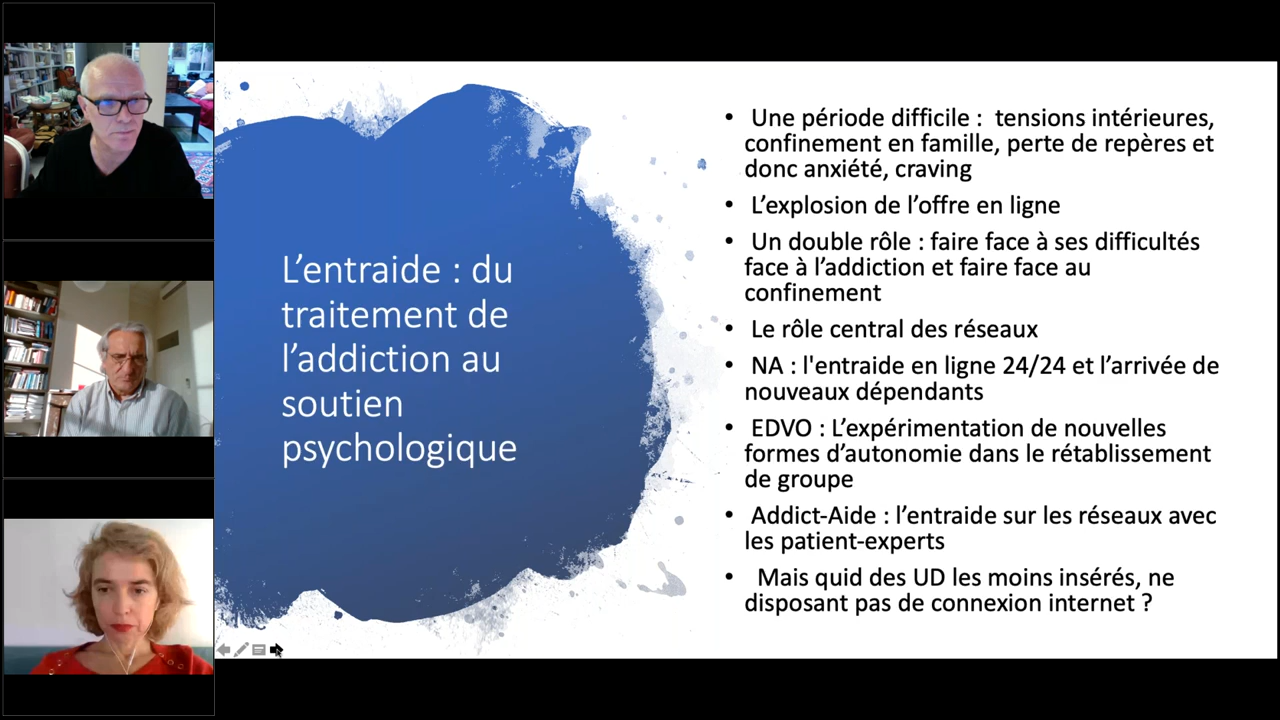 L’entraide : du
traitement de
l’addiction au
soutien
psychologique
• Une période difficile : tensions intérieures,
confinement en famille, perte de repères et
donc anxiété, craving
• L’explosion de l’offre en ligne
• Un double rôle : faire face à ses difficultés
face à l’addiction et faire face au
confinement
• Le rôle central des réseaux
• NA : l'entraide en ligne 24/24 et l’arrivée de
nouveaux dépendants
• EDVO : L’expérimentation de nouvelles
formes d’autonomie dans le rétablissement
de groupe
• Addict-Aide : l’entraide sur les réseaux avec
les patient-experts
• Mais quid des UD les moins insérés, ne
disposant pas de connexion internet ?